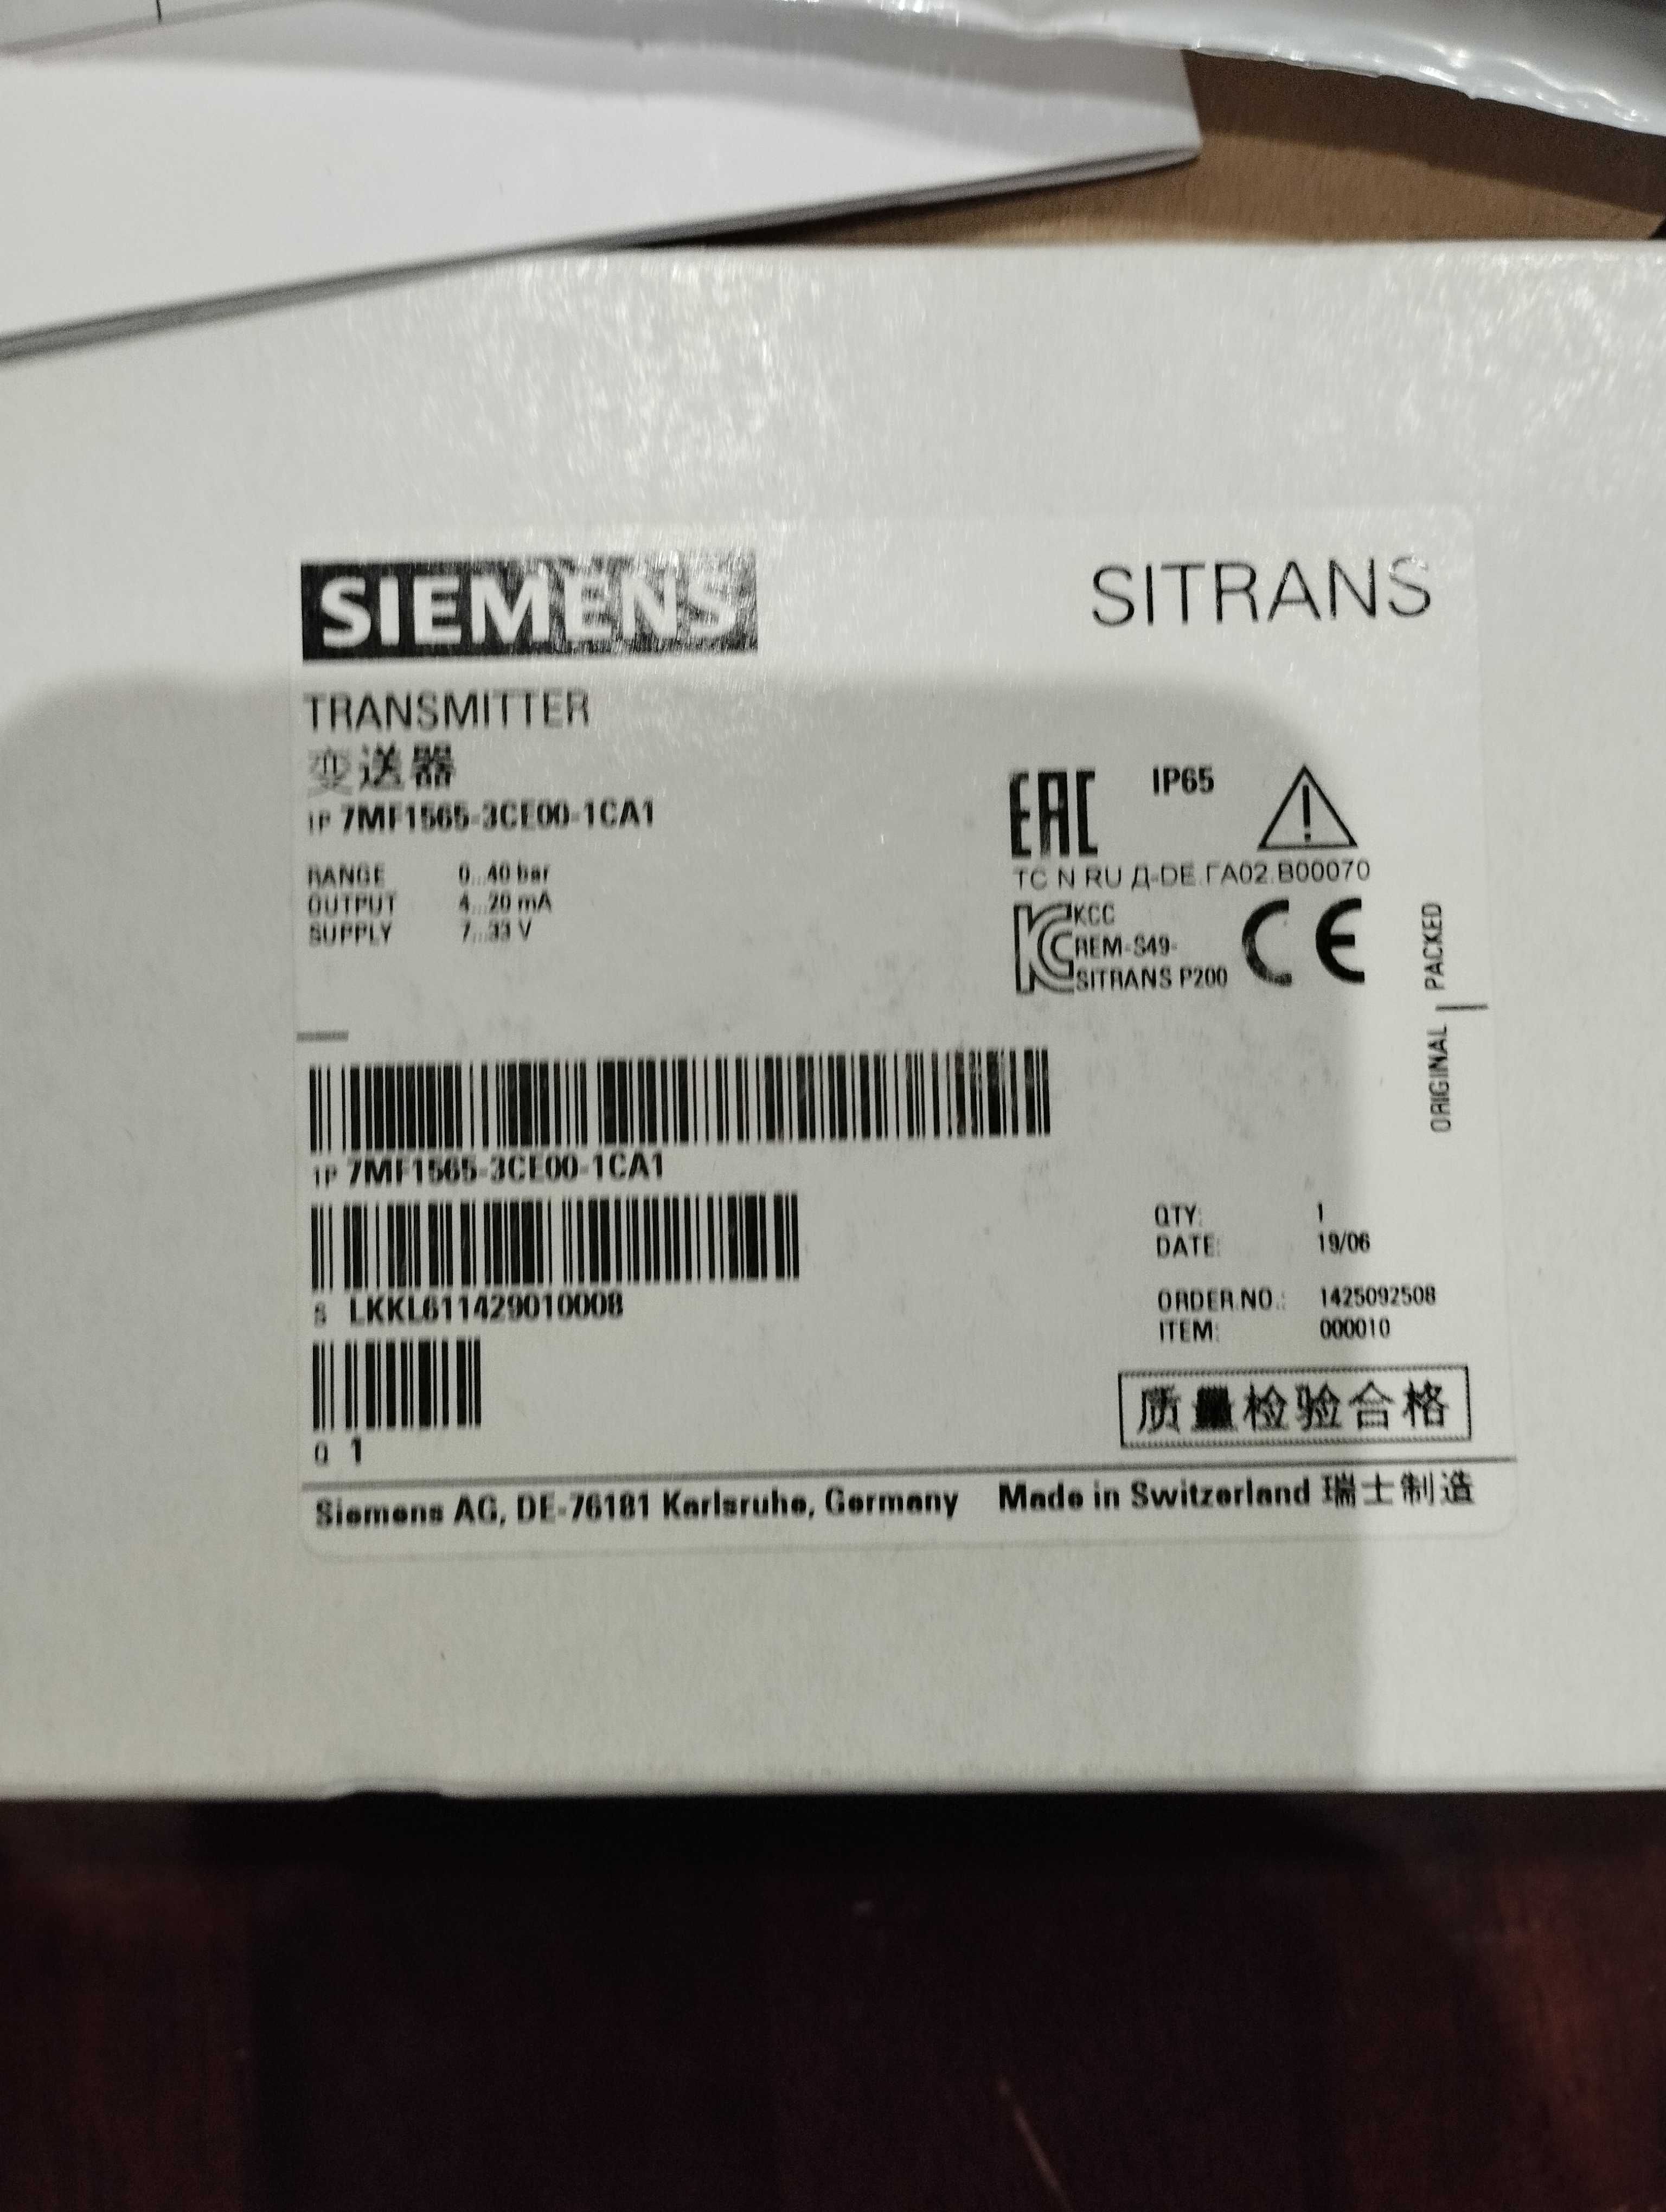 SIEMENS
SITRANS
TRANSMITTER
变送器
1P 7MF1565-3CE00-1CA1
RANGE 0...40 bar
OUTPUT 4...20 mA
SUPPLY 7...33 V
EAC IP65
TC N RU Д-DE.ГА02.B00070
KCC
REM-S49-
SITRANS P200
CE
ORIGINAL | PACKED
1P 7MF1565-3CE00-1CA1
S LKKL611429010008
Q 1
QTY: 1
DATE: 19/06
ORDER.NO.: 1425092508
ITEM: 000010
质量检验合格
Siemens AG, DE-76181 Karlsruhe, Germany Made in Switzerland 瑞士制造